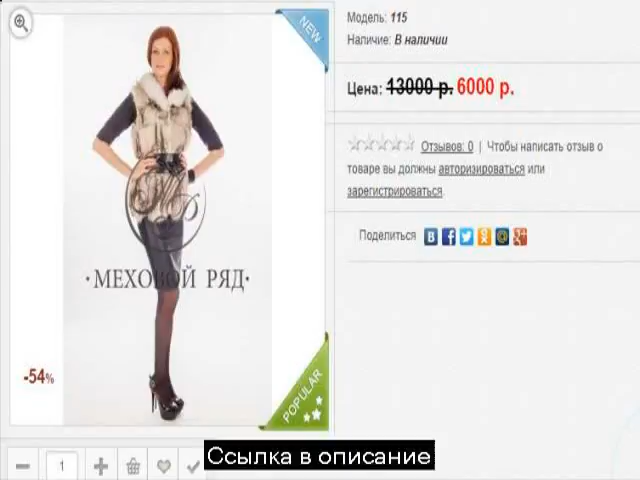 NEW
Модель: 115
Наличие: В наличии
Цена: 13000 р. 6000 р.
Отзывов: 0 | Чтобы написать отзыв о
товаре вы должны авторизироваться или
зарегистрироваться.
Поделиться
·МЕХОВОЙ РЯД·
-54%
POPULAR
1
Ссылка в описание